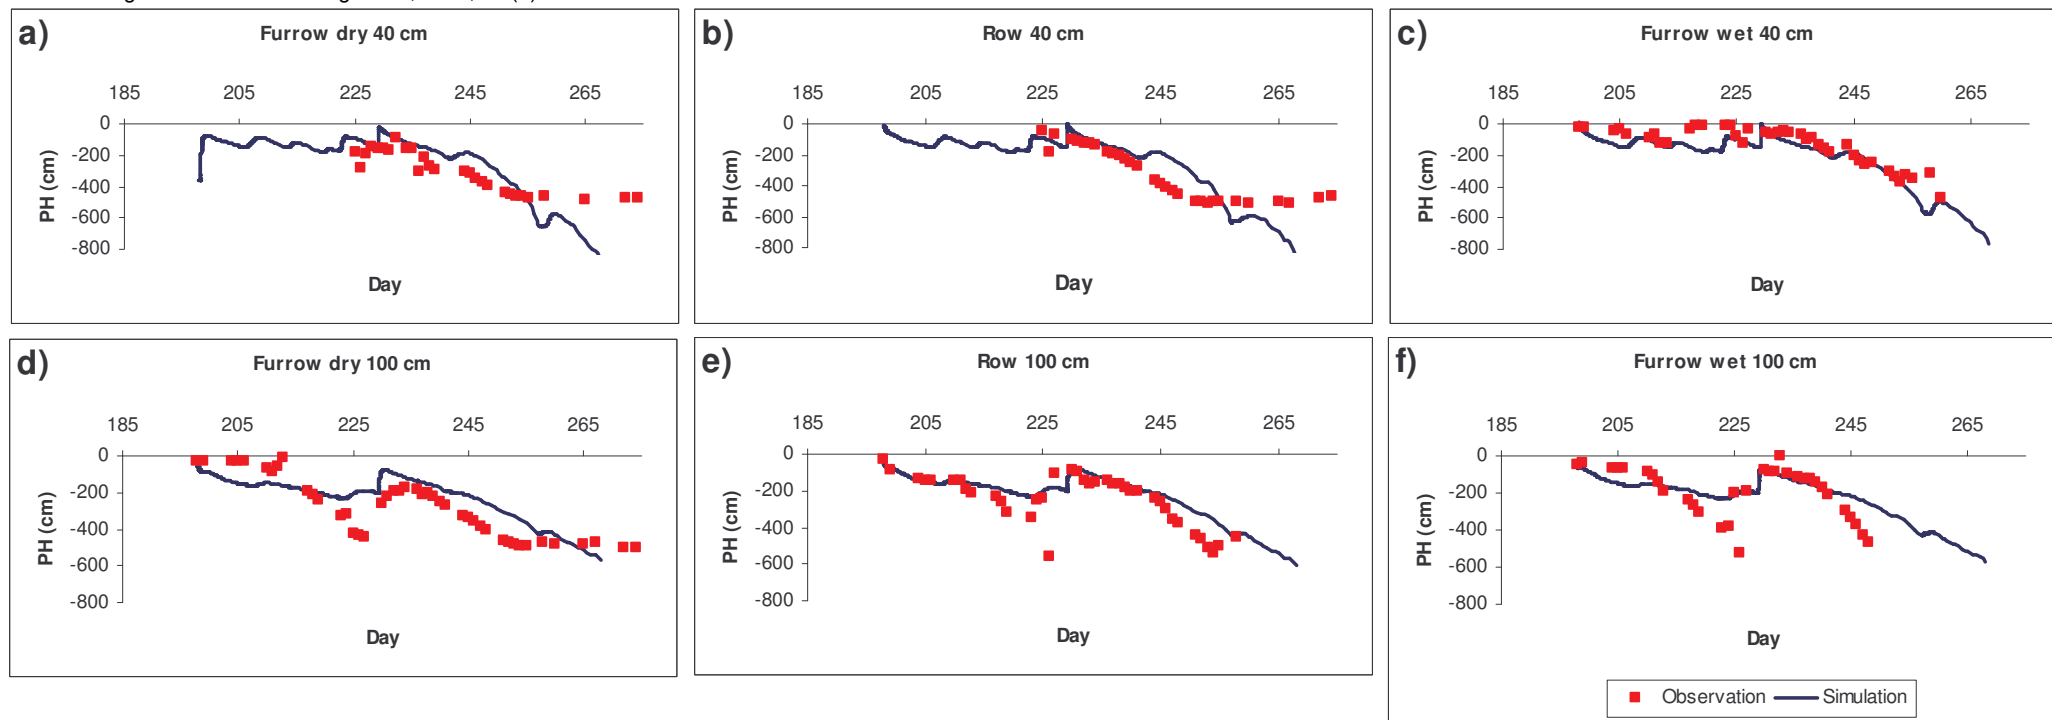 a)
Furrow dry 40 cm
185 205 225 245 265
0
-200
-400
-600
-800
PH (cm)
Day
b)
Row 40 cm
185 205 225 245 265
0
-200
-400
-600
-800
PH (cm)
Day
c)
Furrow wet 40 cm
185 205 225 245 265
0
-200
-400
-600
-800
PH (cm)
Day
d)
Furrow dry 100 cm
185 205 225 245 265
0
-200
-400
-600
-800
PH (cm)
Day
e)
Row 100 cm
185 205 225 245 265
0
-200
-400
-600
-800
PH (cm)
Day
f)
Furrow wet 100 cm
185 205 225 245 265
0
-200
-400
-600
-800
PH (cm)
Day
Observation Simulation